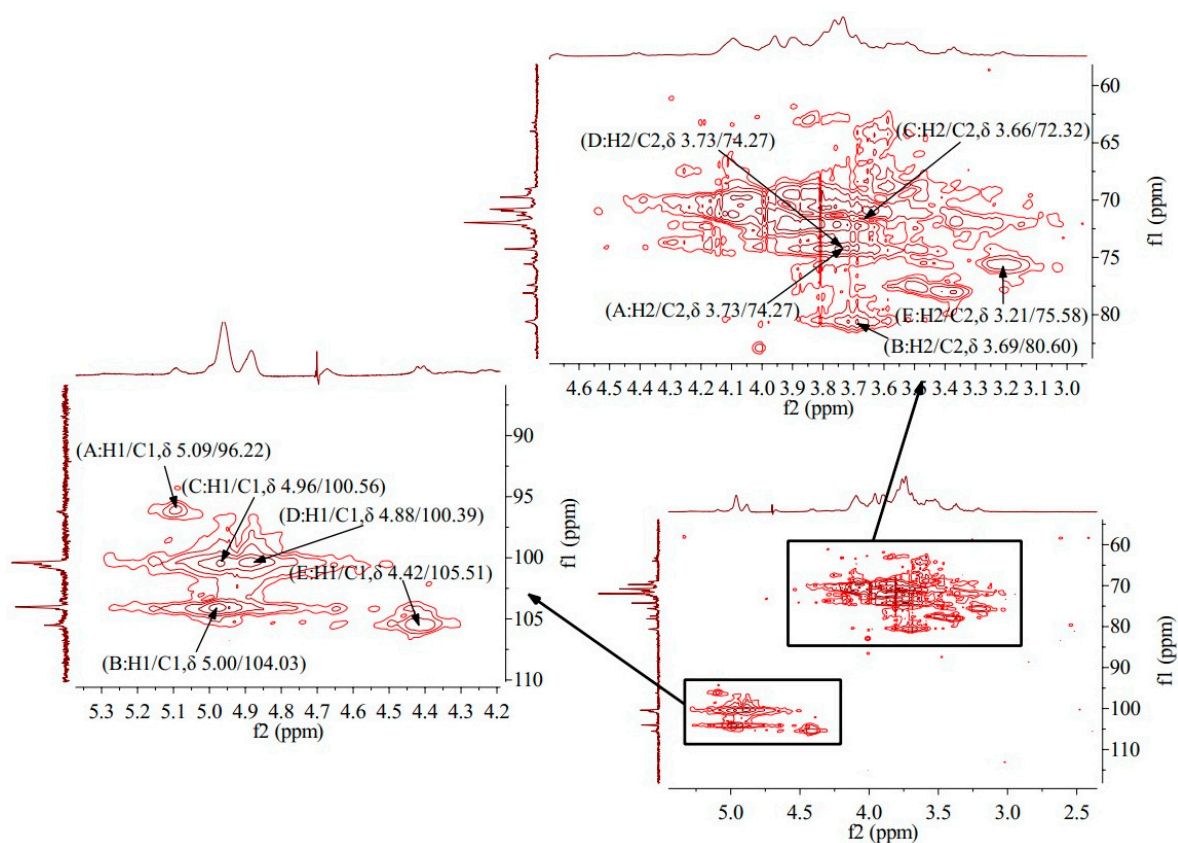 60
65
70
75
80
f1 (ppm)
(D:H2/C2,δ 3.73/74.27)
(C:H2/C2,δ 3.66/72.32)
(A:H2/C2,δ 3.73/74.27)
(E:H2/C2,δ 3.21/75.58)
(B:H2/C2,δ 3.69/80.60)
4.6 4.5 4.4 4.3 4.2 4.1 4.0 3.9 3.8 3.7 3.6 3.5 3.4 3.3 3.2 3.1 3.0
f2 (ppm)
90
95
100
105
110
f1 (ppm)
(A:H1/C1,δ 5.09/96.22)
(C:H1/C1,δ 4.96/100.56)
(D:H1/C1,δ 4.88/100.39)
(E:H1/C1,δ 4.42/105.51)
(B:H1/C1,δ 5.00/104.03)
5.3 5.2 5.1 5.0 4.9 4.8 4.7 4.6 4.5 4.4 4.3 4.2
f2 (ppm)
60
70
80
90
100
110
f1 (ppm)
5.0 4.5 4.0 3.5 3.0 2.5
f2 (ppm)